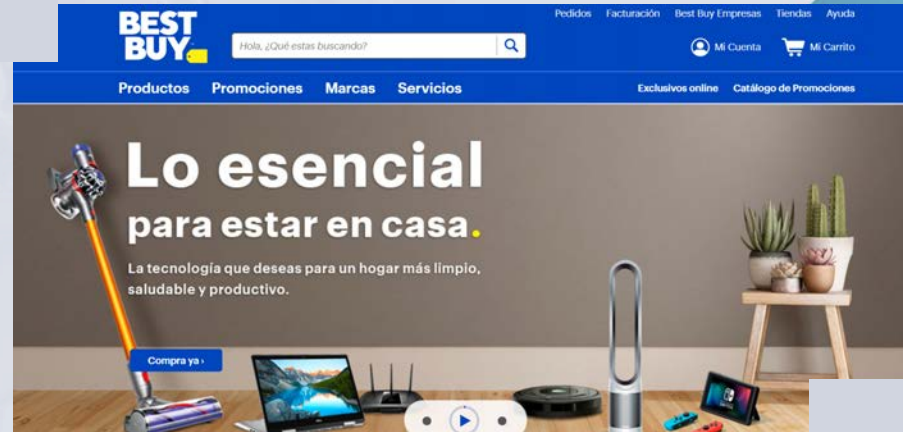 Pedidos Facturación Best Buy Empresas Tiendas Ayuda
BEST
BUY
Hola, ¿Qué estas buscando?
Mi Cuenta Mi Carrito
Productos Promociones Marcas Servicios Exclusivos online Catálogo de Promociones
Lo esencial
para estar en casa.
La tecnología que deseas para un hogar más limpio,
saludable y productivo.
Compra ya ›